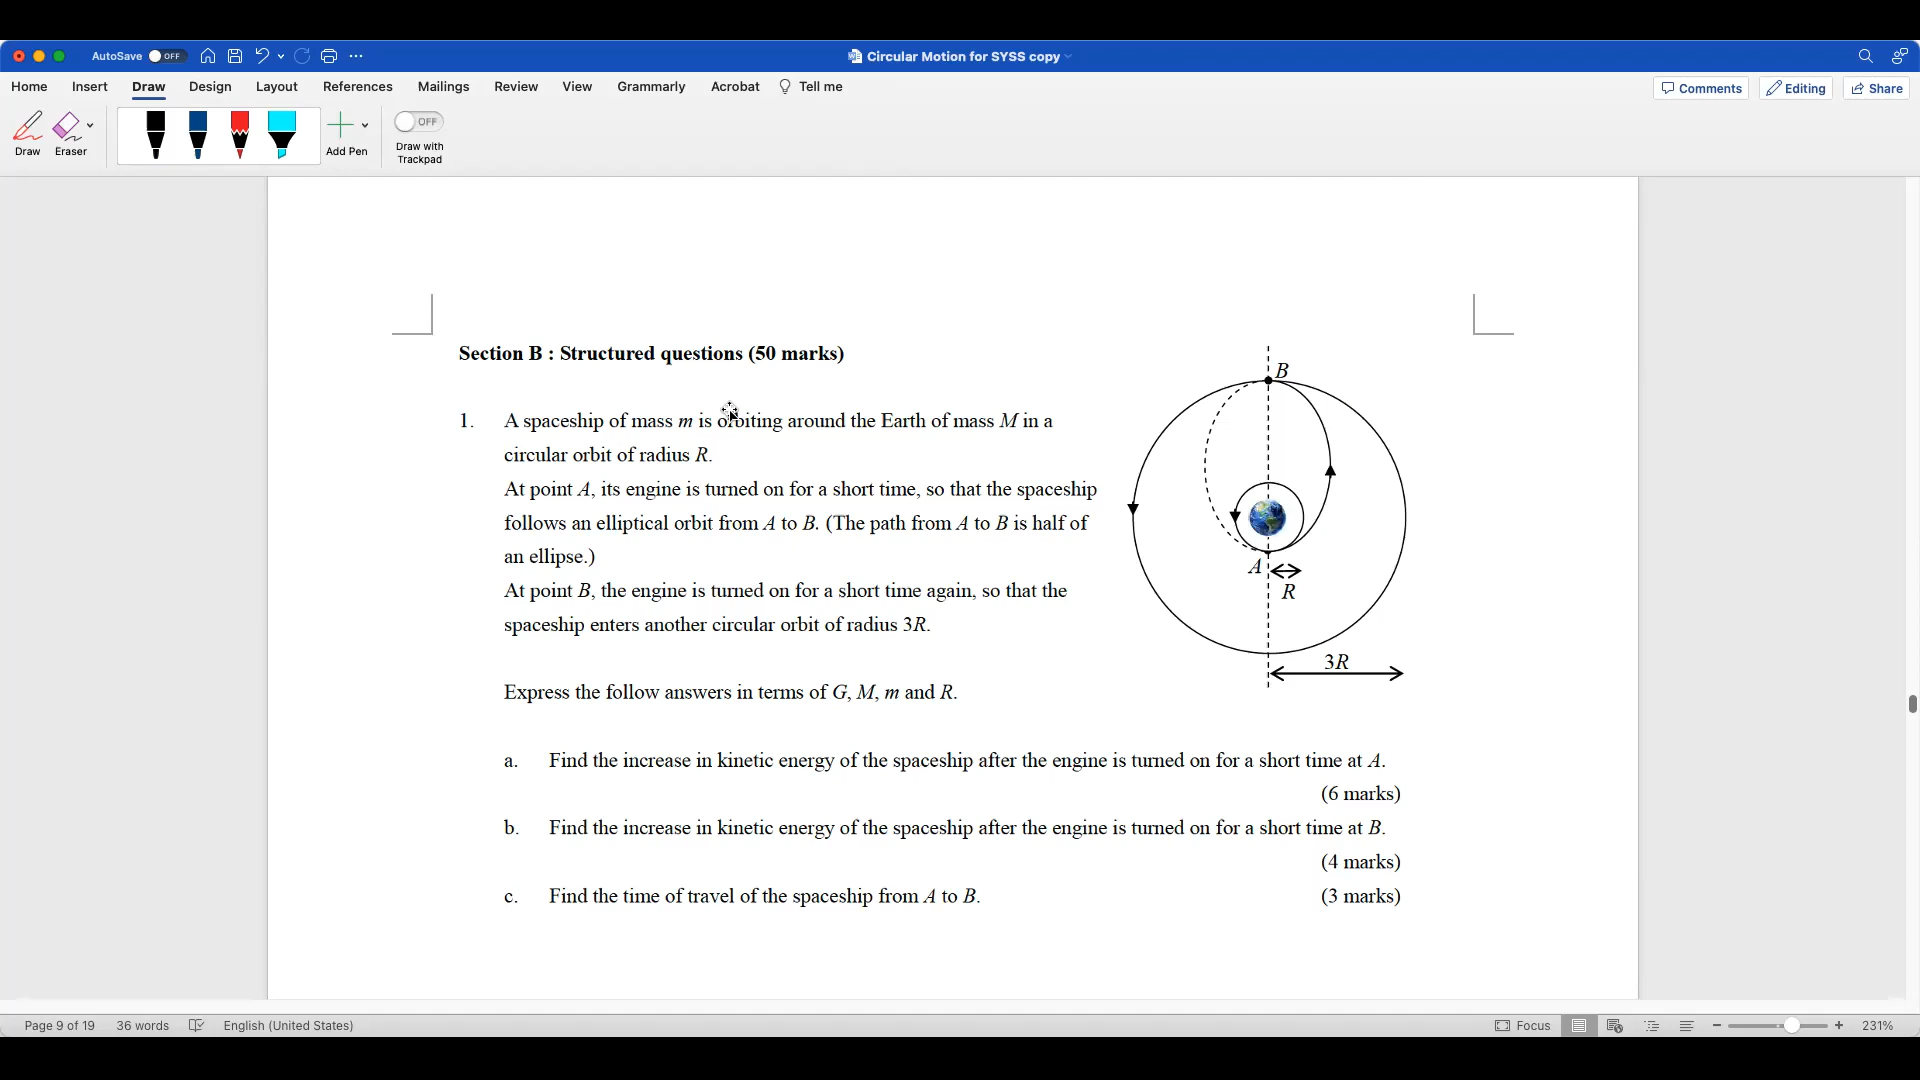 AutoSave OFF
Circular Motion for SYSS copy
Home Insert Draw Design Layout References Mailings Review View Grammarly Acrobat Tell me
Comments Editing Share
OFF
Draw Eraser Add Pen Draw with
Trackpad
Section B : Structured questions (50 marks)
B
1. A spaceship of mass m is orbiting around the Earth of mass M in a
circular orbit of radius R.
At point A, its engine is turned on for a short time, so that the spaceship
follows an elliptical orbit from A to B. (The path from A to B is half of
an ellipse.)
A
At point B, the engine is turned on for a short time again, so that the
R
spaceship enters another circular orbit of radius 3R.
3R
Express the follow answers in terms of G, M, m and R.
a. Find the increase in kinetic energy of the spaceship after the engine is turned on for a short time at A.
(6 marks)
b. Find the increase in kinetic energy of the spaceship after the engine is turned on for a short time at B.
(4 marks)
c. Find the time of travel of the spaceship from A to B. (3 marks)
Page 9 of 19 36 words English (United States) Focus 231%